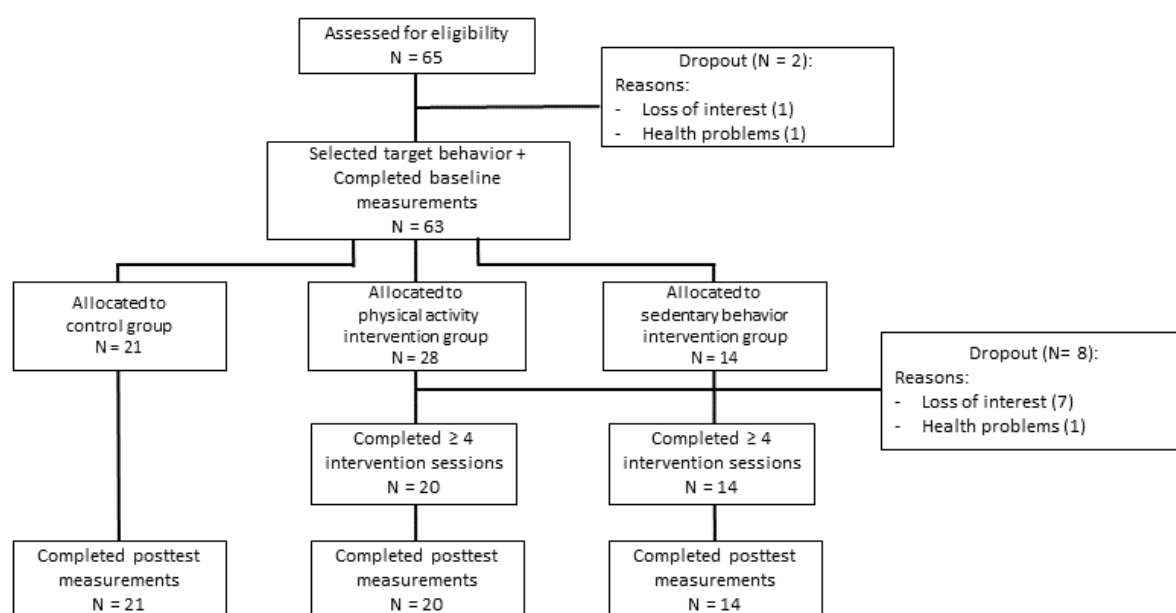 Assessed for eligibility
N = 65
Dropout (N = 2):
Reasons:
- Loss of interest (1)
- Health problems (1)
Selected target behavior +
Completed baseline
measurements
N = 63
Allocated to
control group
N = 21
Allocated to
physical activity
intervention group
N = 28
Allocated to
sedentary behavior
intervention group
N = 14
Dropout (N= 8):
Reasons:
- Loss of interest (7)
- Health problems (1)
Completed ≥ 4
intervention sessions
N = 20
Completed ≥ 4
intervention sessions
N = 14
Completed posttest
measurements
N = 21
Completed posttest
measurements
N = 20
Completed posttest
measurements
N = 14